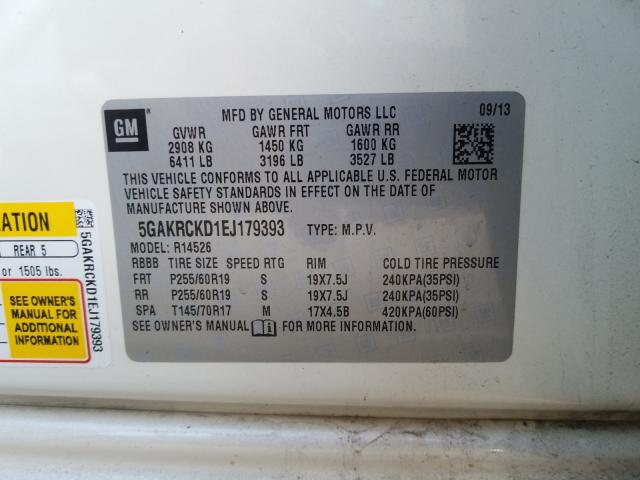 GM
MFD BY GENERAL MOTORS LLC
09/13
GVWR GAWR FRT GAWR RR
2908 KG 1450 KG 1600 KG
6411 LB 3196 LB 3527 LB
THIS VEHICLE CONFORMS TO ALL APPLICABLE U.S. FEDERAL MOTOR
VEHICLE SAFETY STANDARDS IN EFFECT ON THE DATE OF
MANUFACTURE SHOWN ABOVE.
5GAKRCKD1EJ179393 TYPE: M.P.V.
MODEL: R14526
RBBB TIRE SIZE SPEED RTG RIM COLD TIRE PRESSURE
FRT P255/60R19 S 19X7.5J 240KPA(35PSI)
RR P255/60R19 S 19X7.5J 240KPA(35PSI)
SPA T145/70R17 M 17X4.5B 420KPA(60PSI)
SEE OWNER'S MANUAL FOR MORE INFORMATION.
REAR 5
or 1505 lbs.
SEE OWNER'S
MANUAL FOR
ADDITIONAL
INFORMATION
5GAKRCKD1EJ179393